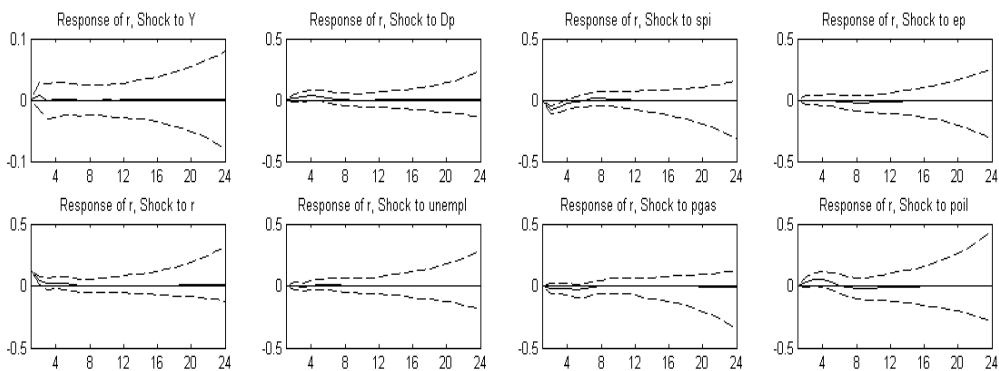 Response of r, Shock to Y
Response of r, Shock to Dp
Response of r, Shock to spi
Response of r, Shock to ep
0.1
0
-0.1
4 8 12 16 20 24
0.5
0
-0.5
4 8 12 16 20 24
0.5
0
-0.5
4 8 12 16 20 24
0.5
0
-0.5
4 8 12 16 20 24
Response of r, Shock to r
Response of r, Shock to unempl
Response of r, Shock to pgas
Response of r, Shock to poil
0.5
0
-0.5
4 8 12 16 20 24
0.5
0
-0.5
4 8 12 16 20 24
0.5
0
-0.5
4 8 12 16 20 24
0.5
0
-0.5
4 8 12 16 20 24